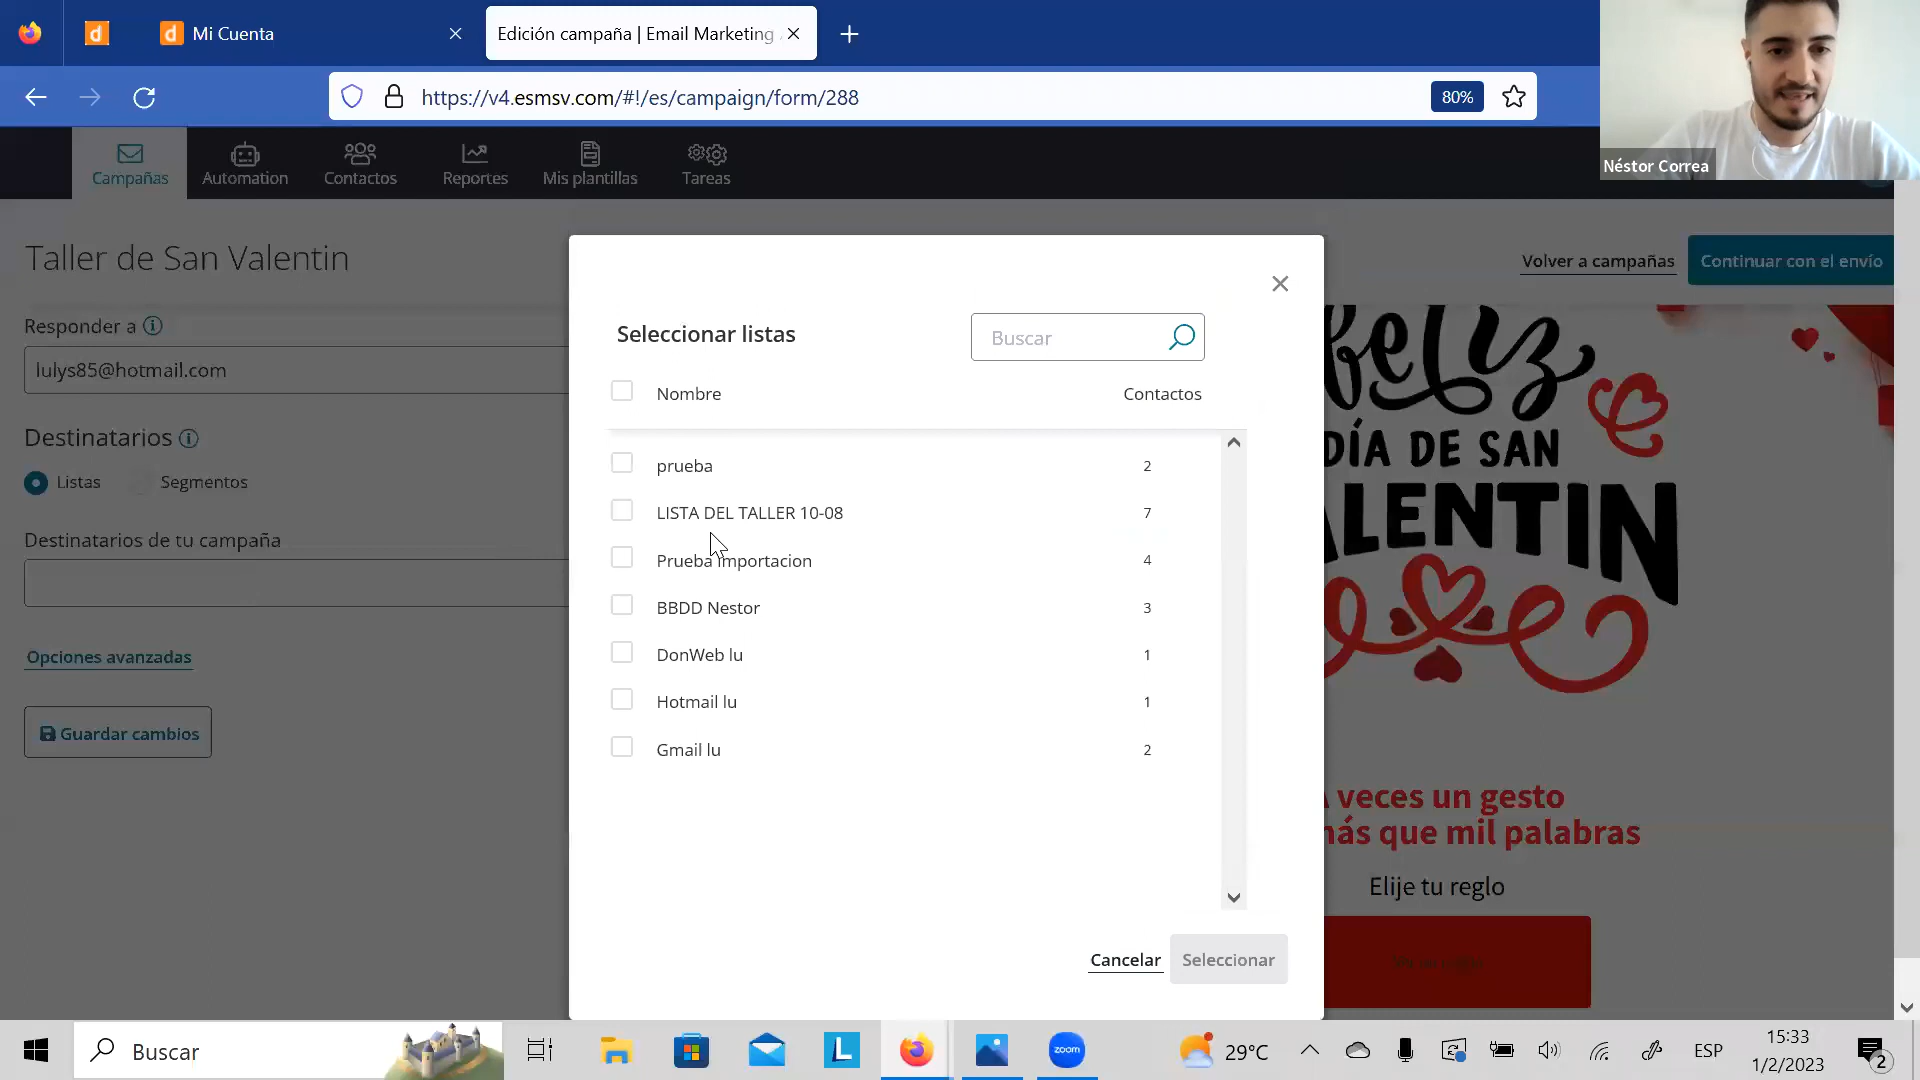 Mi Cuenta
Edición campaña | Email Marketing
https://v4.esmsv.com/#!/es/campaign/form/288
80%
Néstor Correa
Campañas
Automation
Contactos
Reportes
Mis plantillas
Tareas
Taller de San Valentin
Volver a campañas
Continuar con el envío
Responder a
lulys85@hotmail.com
Destinatarios
Listas
Segmentos
Destinatarios de tu campaña
Opciones avanzadas
Guardar cambios
Seleccionar listas
Buscar
Nombre
Contactos
prueba
2
LISTA DEL TALLER 10-08
7
Prueba importacion
4
BBDD Nestor
3
DonWeb lu
1
Hotmail lu
1
Gmail lu
2
Cancelar
Seleccionar
feliz
DÍA DE SAN
ALENTIN
A veces un gesto
más que mil palabras
Elije tu reglo
Buscar
zoom
29°C
ESP
15:33
1/2/2023
2